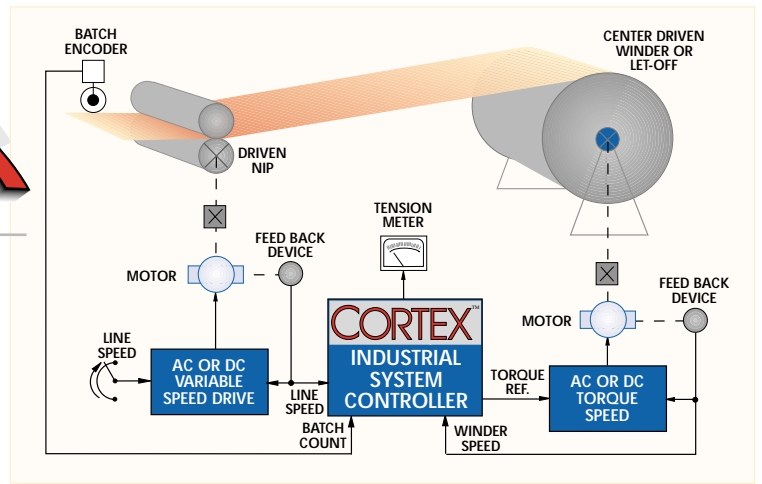 BATCH
ENCODER
CENTER DRIVEN
WINDER OR
LET-OFF
DRIVEN
NIP
TENSION
METER
FEED BACK
DEVICE
MOTOR
FEED BACK
DEVICE
MOTOR
LINE
SPEED
AC OR DC
VARIABLE
SPEED DRIVE
LINE
SPEED
BATCH
COUNT
CORTEX™
INDUSTRIAL
SYSTEM
CONTROLLER
TORQUE
REF.
WINDER
SPEED
AC OR DC
TORQUE
SPEED